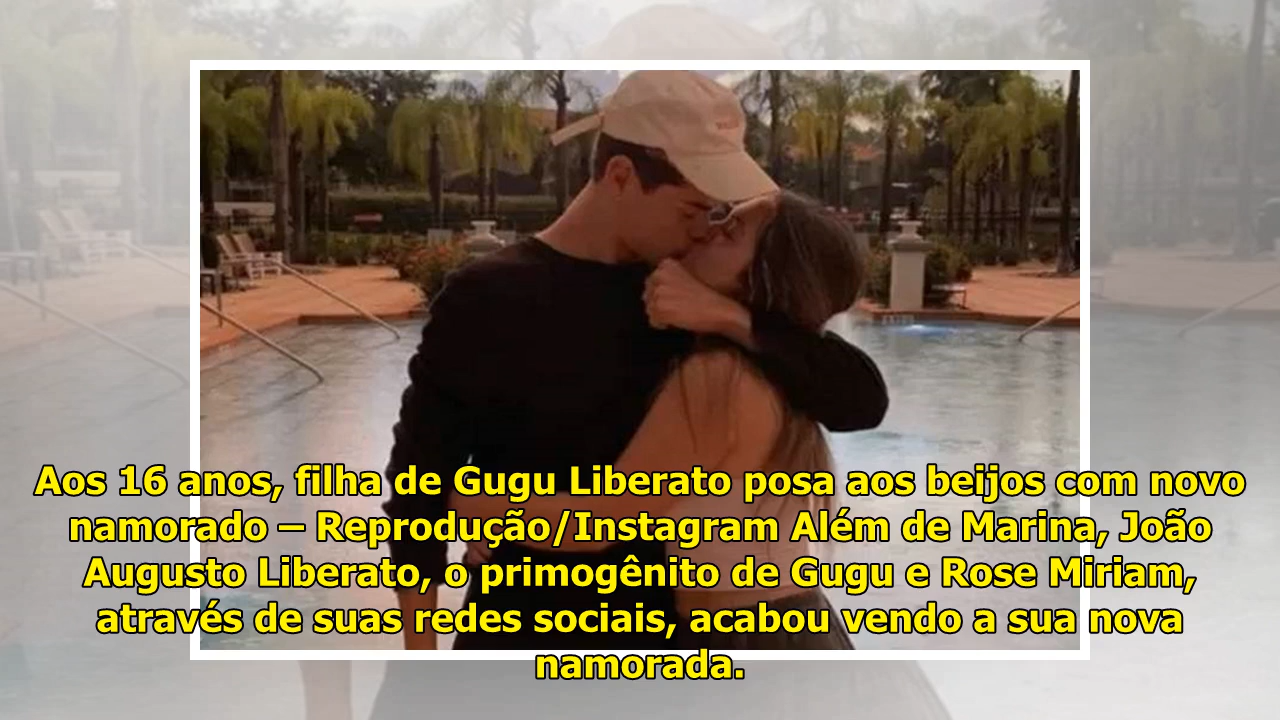 Aos 16 anos, filha de Gugu Liberato posa aos beijos com novo
namorado – Reprodução/Instagram Além de Marina, João
Augusto Liberato, o primogênito de Gugu e Rose Miriam,
através de suas redes sociais, acabou vendo a sua nova
namorada.